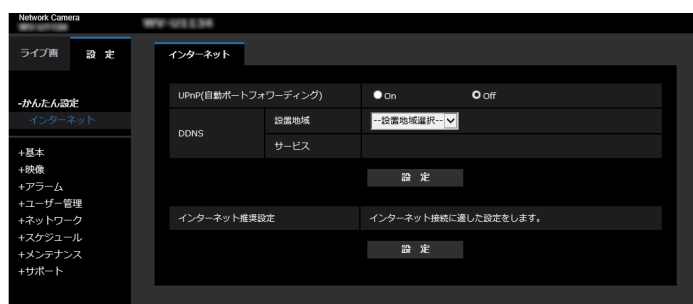 Network Camera
WV-U1134
ライブ画
設 定
インターネット
-かんたん設定
インターネット
+基本
+映像
+アラーム
+ユーザー管理
+ネットワーク
+スケジュール
+メンテナンス
+サポート
UPnP(自動ポートフォワーディング)
On
Off
DDNS
設置地域
--設置地域選択--
サービス
設 定
インターネット推奨設定
インターネット接続に適した設定をします。
設 定